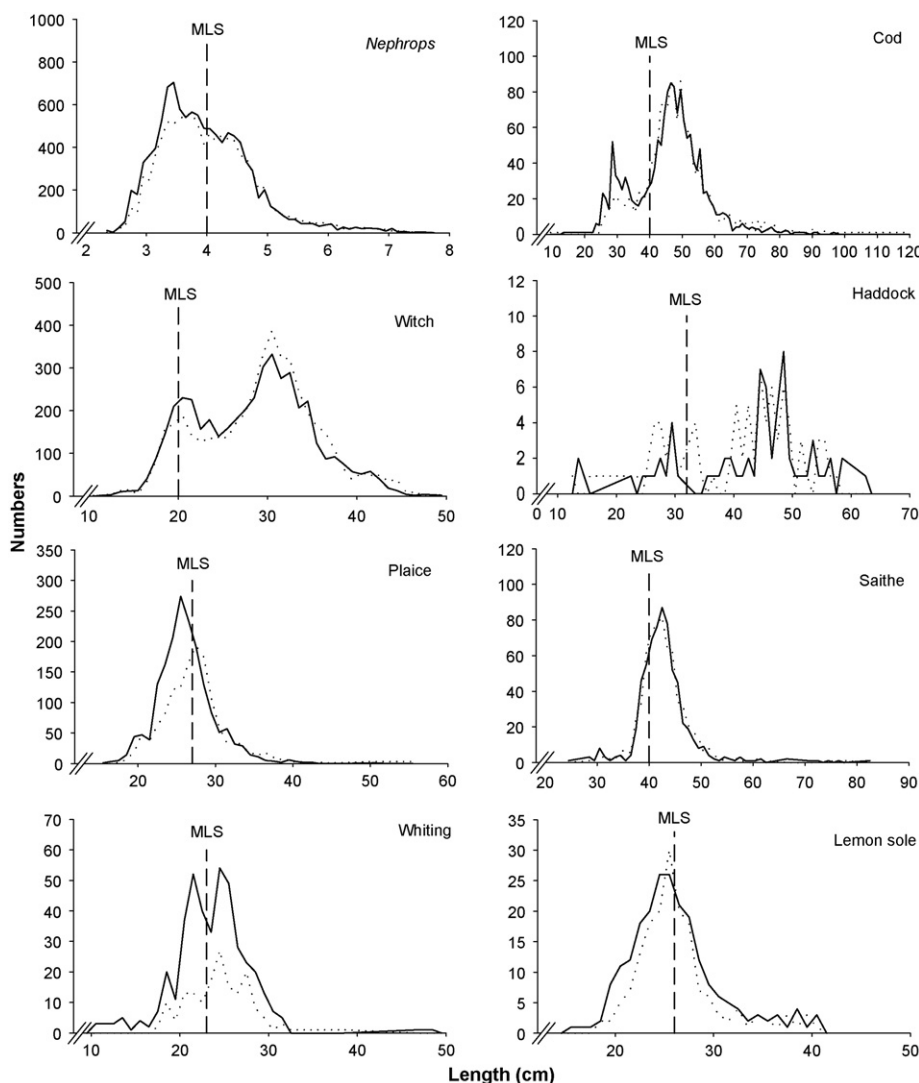 Numbers
1000
800
600
400
200
0
MLS
Nephrops
2 3 4 5 6 7 8
120
100
80
60
40
20
0
MLS
Cod
10 20 30 40 50 60 70 80 90 100 110 120
500
400
300
200
100
0
MLS
Witch
10 20 30 40 50
12
10
8
6
4
2
0
MLS
Haddock
0 10 20 30 40 50 60 70
350
300
250
200
150
100
50
0
MLS
Plaice
20 30 40 50 60
120
100
80
60
40
20
0
MLS
Saithe
20 30 40 50 60 70 80 90
70
60
50
40
30
20
10
0
MLS
Whiting
10 20 30 40 50
35
30
25
20
15
10
5
0
MLS
Lemon sole
20 30 40 50
Length (cm)